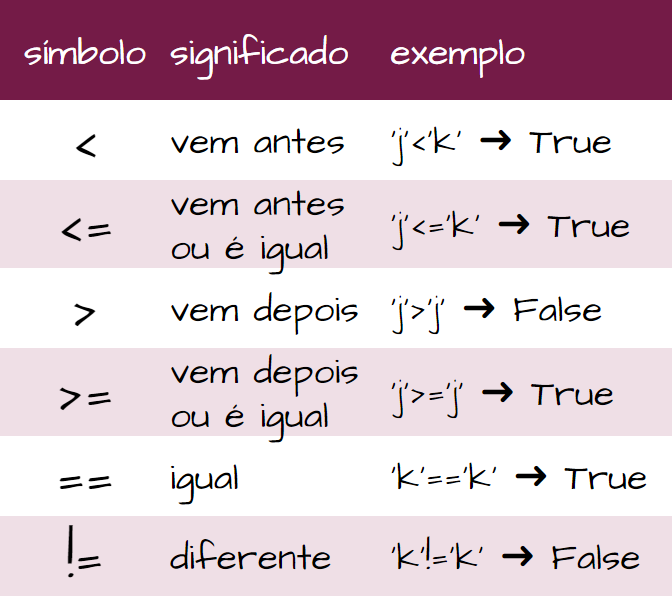 símbolo significado exemplo
< vem antes 'j'<'k' ➔ True
vem antes
<= ou é igual 'j'<='k' ➔ True
> vem depois 'j'>'j' ➔ False
vem depois
>= ou é igual 'j'>='j' ➔ True
== igual 'k'=='k' ➔ True
!= diferente 'k'!='k' ➔ False